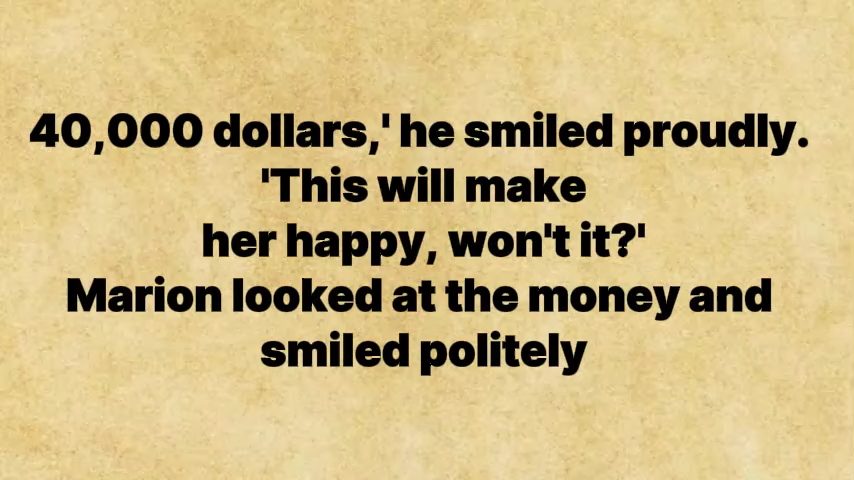 40,000 dollars,' he smiled proudly.
'This will make
her happy, won't it?'
Marion looked at the money and
smiled politely